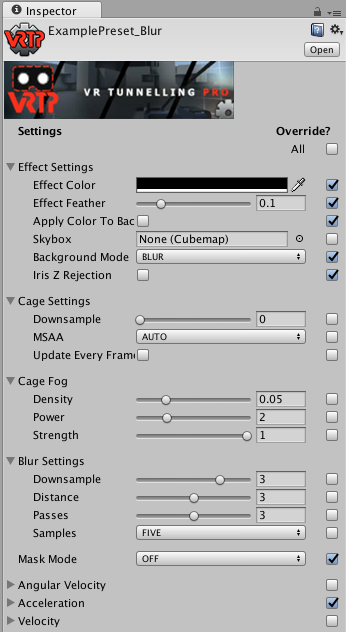 Inspector
VRTP
ExamplePreset_Blur
Open
VRTP
VR TUNNELLING PRO
Settings Override?
All
Effect Settings
Effect Color
Effect Feather 0.1
Apply Color To Bac
Skybox None (Cubemap)
Background Mode BLUR
Iris Z Rejection
Cage Settings
Downsample 0
MSAA AUTO
Update Every Frame
Cage Fog
Density 0.05
Power 2
Strength 1
Blur Settings
Downsample 3
Distance 3
Passes 3
Samples FIVE
Mask Mode OFF
Angular Velocity
Acceleration
Velocity